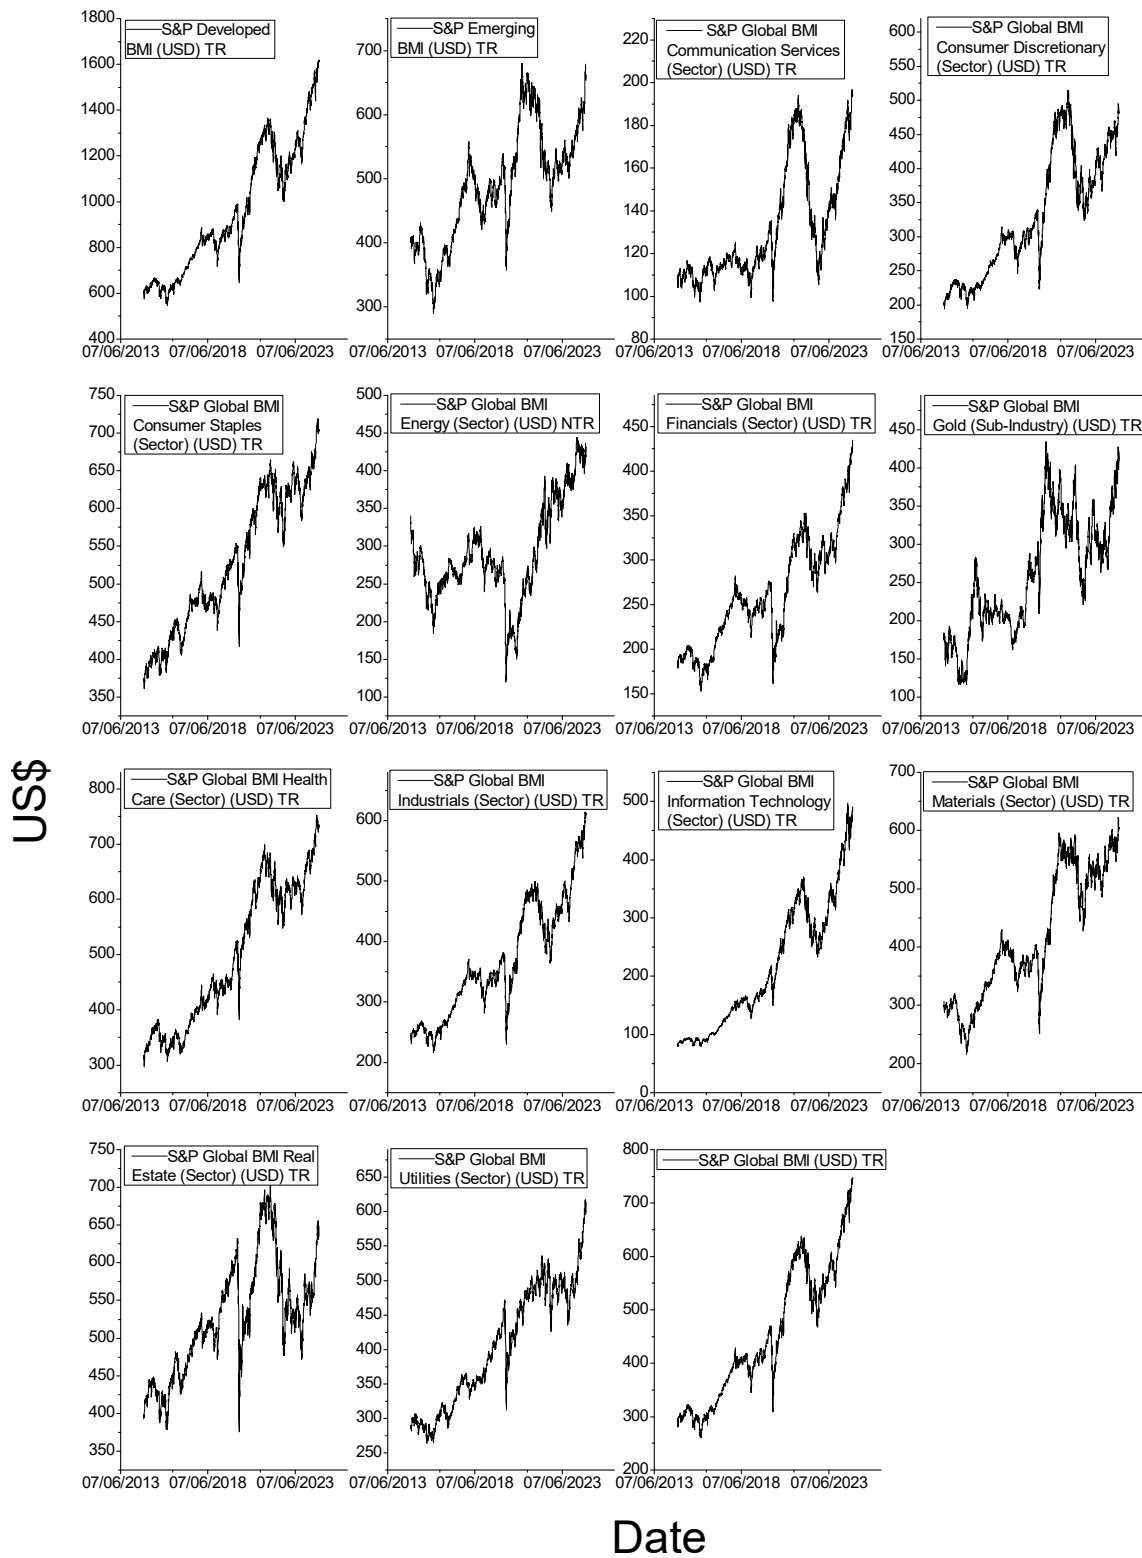 S&P Developed
BMI (USD) TR
1600
1400
1200
1000
800
600
400
07/06/2013 07/06/2018 07/06/2023
S&P Emerging
BMI (USD) TR
700
600
500
400
300
07/06/2013 07/06/2018 07/06/2023
S&P Global BMI
Communication Services
(Sector) (USD) TR
220
200
180
160
140
120
100
80
07/06/2013 07/06/2018 07/06/2023
S&P Global BMI
Consumer Discretionary
(Sector) (USD) TR
600
550
500
450
400
350
300
250
200
150
07/06/2013 07/06/2018 07/06/2023
S&P Global BMI
Consumer Staples
(Sector) (USD) TR
750
700
650
600
550
500
450
400
350
07/06/2013 07/06/2018 07/06/2023
S&P Global BMI
Energy (Sector) (USD) NTR
500
450
400
350
300
250
200
150
100
07/06/2013 07/06/2018 07/06/2023
S&P Global BMI
Financials (Sector) (USD) TR
450
400
350
300
250
200
150
07/06/2013 07/06/2018 07/06/2023
S&P Global BMI
Gold (Sub-Industry) (USD) TR
450
400
350
300
250
200
150
100
07/06/2013 07/06/2018 07/06/2023
US$
S&P Global BMI Health
Care (Sector) (USD) TR
800
700
600
500
400
300
07/06/2013 07/06/2018 07/06/2023
S&P Global BMI
Industrials (Sector) (USD) TR
600
500
400
300
200
07/06/2013 07/06/2018 07/06/2023
S&P Global BMI
Information Technology
(Sector) (USD) TR
500
400
300
200
100
0
07/06/2013 07/06/2018 07/06/2023
S&P Global BMI
Materials (Sector) (USD) TR
700
600
500
400
300
200
07/06/2013 07/06/2018 07/06/2023
S&P Global BMI Real
Estate (Sector) (USD) TR
750
700
650
600
550
500
450
400
350
07/06/2013 07/06/2018 07/06/2023
S&P Global BMI
Utilities (Sector) (USD) TR
650
600
550
500
450
400
350
300
250
07/06/2013 07/06/2018 07/06/2023
S&P Global BMI (USD) TR
800
700
600
500
400
300
200
07/06/2013 07/06/2018 07/06/2023
Date